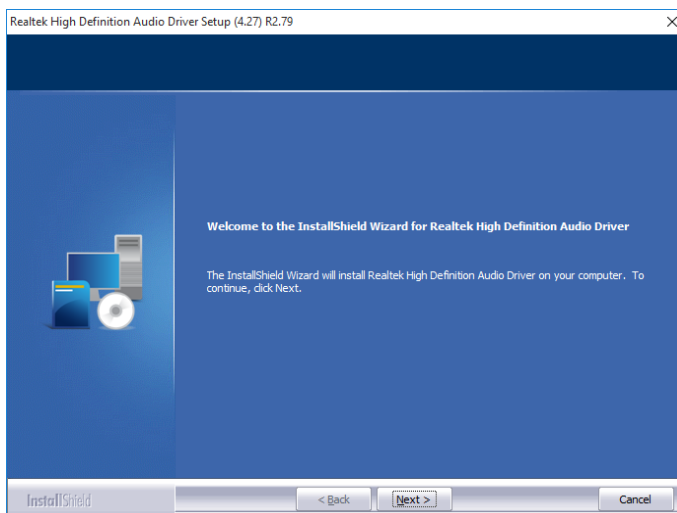 Realtek High Definition Audio Driver Setup (4.27) R2.79
Welcome to the InstallShield Wizard for Realtek High Definition Audio Driver
The InstallShield Wizard will install Realtek High Definition Audio Driver on your computer. To
continue, click Next.
InstallShield
< Back Next > Cancel